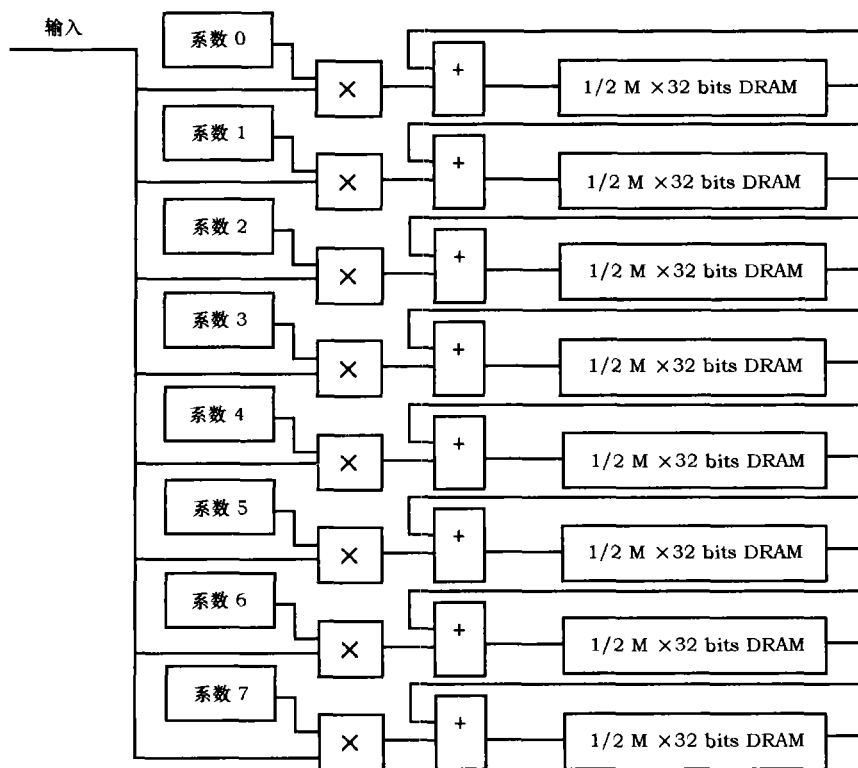 输入
系数 0
×
+
1/2 M ×32 bits DRAM
系数 1
×
+
1/2 M ×32 bits DRAM
系数 2
×
+
1/2 M ×32 bits DRAM
系数 3
×
+
1/2 M ×32 bits DRAM
系数 4
×
+
1/2 M ×32 bits DRAM
系数 5
×
+
1/2 M ×32 bits DRAM
系数 6
×
+
1/2 M ×32 bits DRAM
系数 7
×
+
1/2 M ×32 bits DRAM